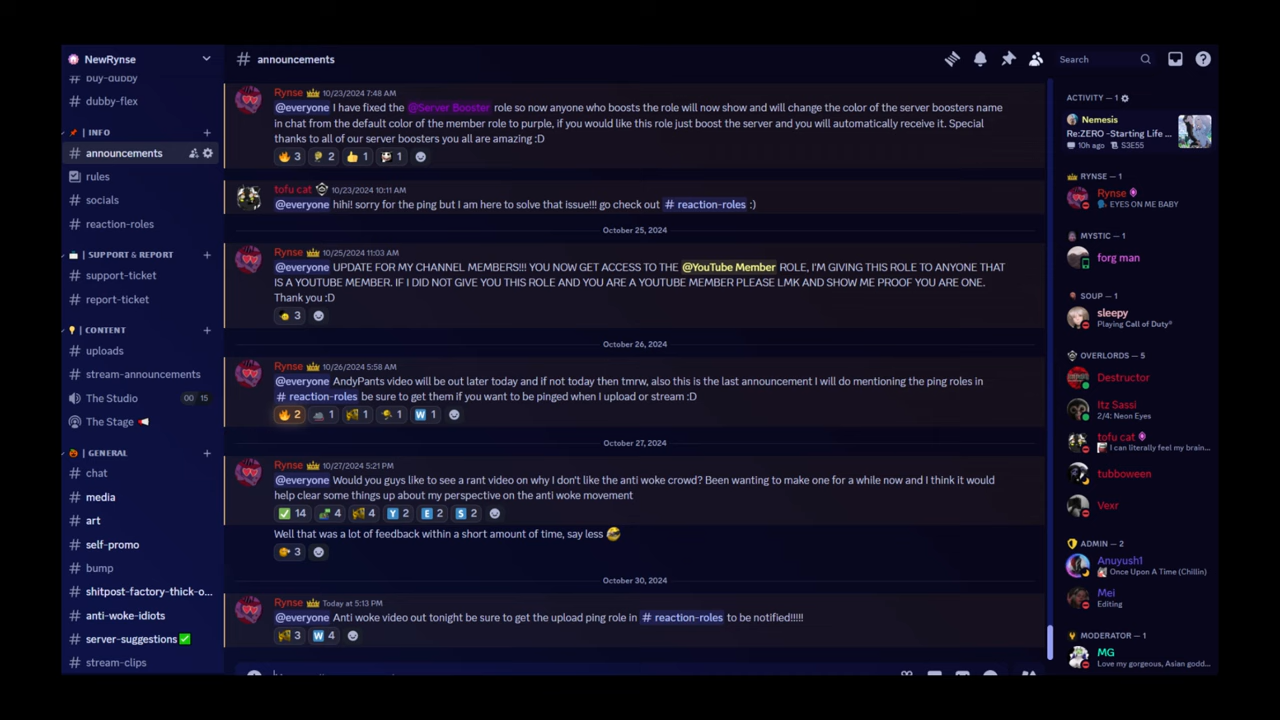 NewRynse
buy-dubby
dubby-flex
INFO
announcements
rules
socials
reaction-roles
SUPPORT & REPORT
support-ticket
report-ticket
CONTENT
uploads
stream-announcements
The Studio 00 15
The Stage
GENERAL
chat
media
art
self-promo
bump
shitpost-factory-thick-o...
anti-woke-idiots
server-suggestions
stream-clips
# announcements
Search
Rynse 10/23/2024 7:48 AM
@everyone I have fixed the @Server Booster role so now anyone who boosts the role will now show and will change the color of the server boosters name
in chat from the default color of the member role to purple, if you would like this role just boost the server and you will automatically receive it. Special
thanks to all of our server boosters you all are amazing :D
3 2 1 1
tofu cat 10/23/2024 10:11 AM
@everyone hihi! sorry for the ping but I am here to solve that issue!!! go check out # reaction-roles :)
October 25, 2024
Rynse 10/25/2024 11:03 AM
@everyone UPDATE FOR MY CHANNEL MEMBERS!!! YOU NOW GET ACCESS TO THE @YouTube Member ROLE, I'M GIVING THIS ROLE TO ANYONE THAT
IS A YOUTUBE MEMBER. IF I DID NOT GIVE YOU THIS ROLE AND YOU ARE A YOUTUBE MEMBER PLEASE LMK AND SHOW ME PROOF YOU ARE ONE.
Thank you :D
3
October 26, 2024
Rynse 10/26/2024 5:58 AM
@everyone AndyPants video will be out later today and if not today then tmrw, also this is the last announcement I will do mentioning the ping roles in
# reaction-roles be sure to get them if you want to be pinged when I upload or stream :D
2 1 1 1 W 1
October 27, 2024
Rynse 10/27/2024 5:21 PM
@everyone Would you guys like to see a rant video on why I don't like the anti woke crowd? Been wanting to make one for a while now and I think it would
help clear some things up about my perspective on the anti woke movement
14 4 4 Y 2 E 2 S 2
Well that was a lot of feedback within a short amount of time, say less
3
October 30, 2024
Rynse Today at 5:13 PM
@everyone Anti woke video out tonight be sure to get the upload ping role in # reaction-roles to be notified!!!!!
3 W 4
ACTIVITY — 1
Nemesis
Re:ZERO -Starting Life ...
10h ago S3E55
RYNSE — 1
Rynse
EYES ON ME BABY
MYSTIC — 1
forg man
SOUP — 1
sleepy
Playing Call of Duty®
OVERLORDS — 5
Destructor
Itz Sassi
2/4: Neon Eyes
tofu cat
I can literally feel my brain...
tubboween
Vexr
ADMIN — 2
Anuyush1
Once Upon A Time (Chillin)
Mei
Editing
MODERATOR — 1
MG
Love my gorgeous, Asian godd...